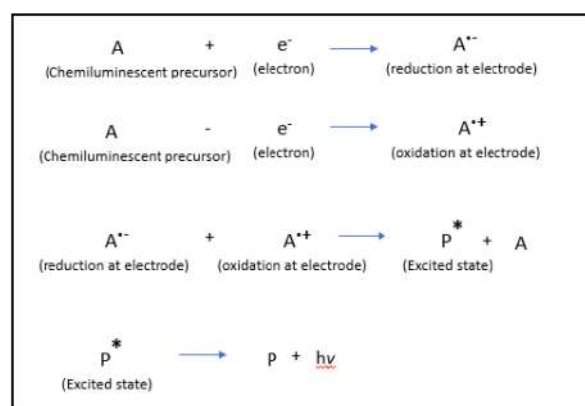 A + e⁻ A•⁻
(Chemiluminescent precursor) (electron) (reduction at electrode)
A - e⁻ A•⁺
(Chemiluminescent precursor) (electron) (oxidation at electrode)
A•⁻ + A•⁺ P* + A
(reduction at electrode) (oxidation at electrode) (Excited state)
P* P + hν
(Excited state)